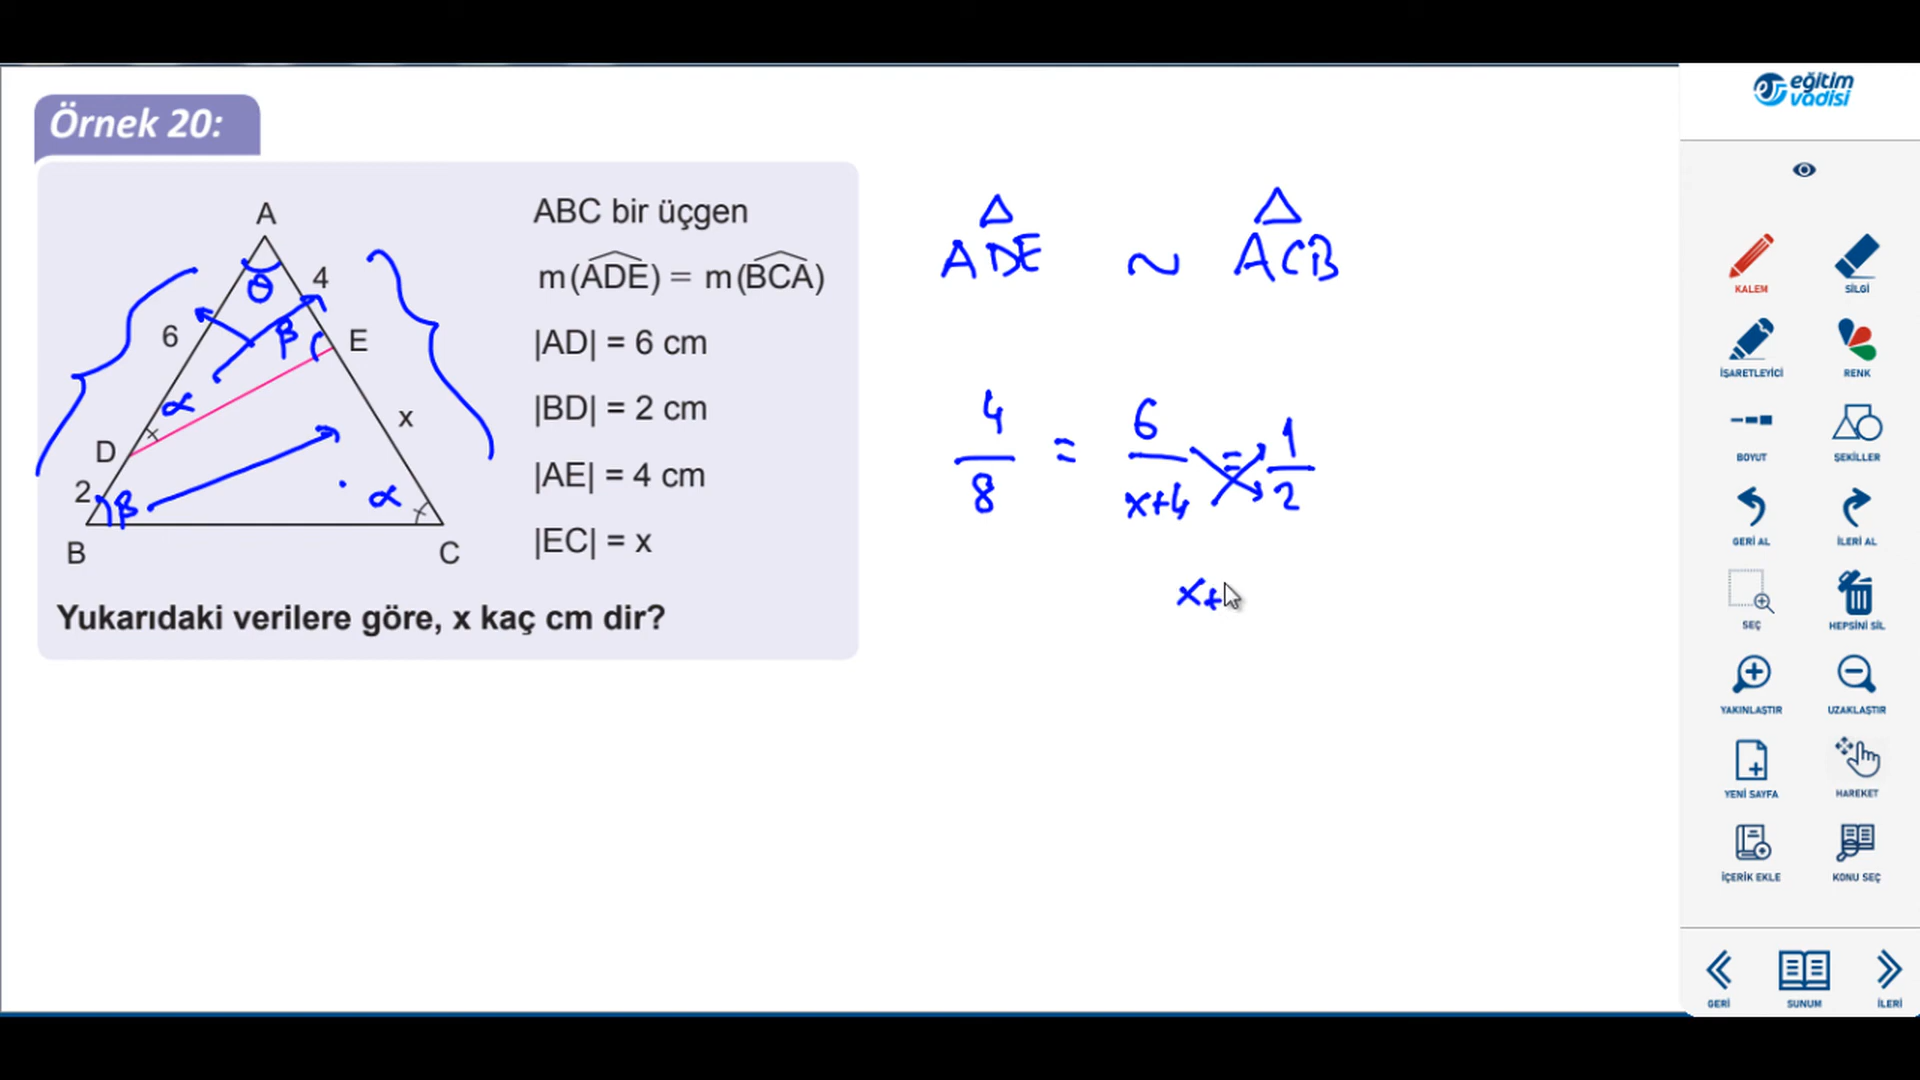 eğitim
vadisi
Örnek 20:
A
θ
4
6
β
E
α
x
D
2
β
α
B
C
ABC bir üçgen
m(ADE) = m(BCA)
|AD| = 6 cm
|BD| = 2 cm
|AE| = 4 cm
|EC| = x
Yukarıdaki verilere göre, x kaç cm dir?
△ △
ADE ~ ACB
4/8 = 6/x+4 = 1/2
x+
KALEM
SİLGİ
İŞARETLEYİCİ
RENK
BOYUT
ŞEKİLLER
GERİ AL
İLERİ AL
SEÇ
HEPSİNİ SİL
YAKINLAŞTIR
UZAKLAŞTIR
YENİ SAYFA
HAREKET
İÇERİK EKLE
KONU SEÇ
GERİ
SUNUM
İLERİ